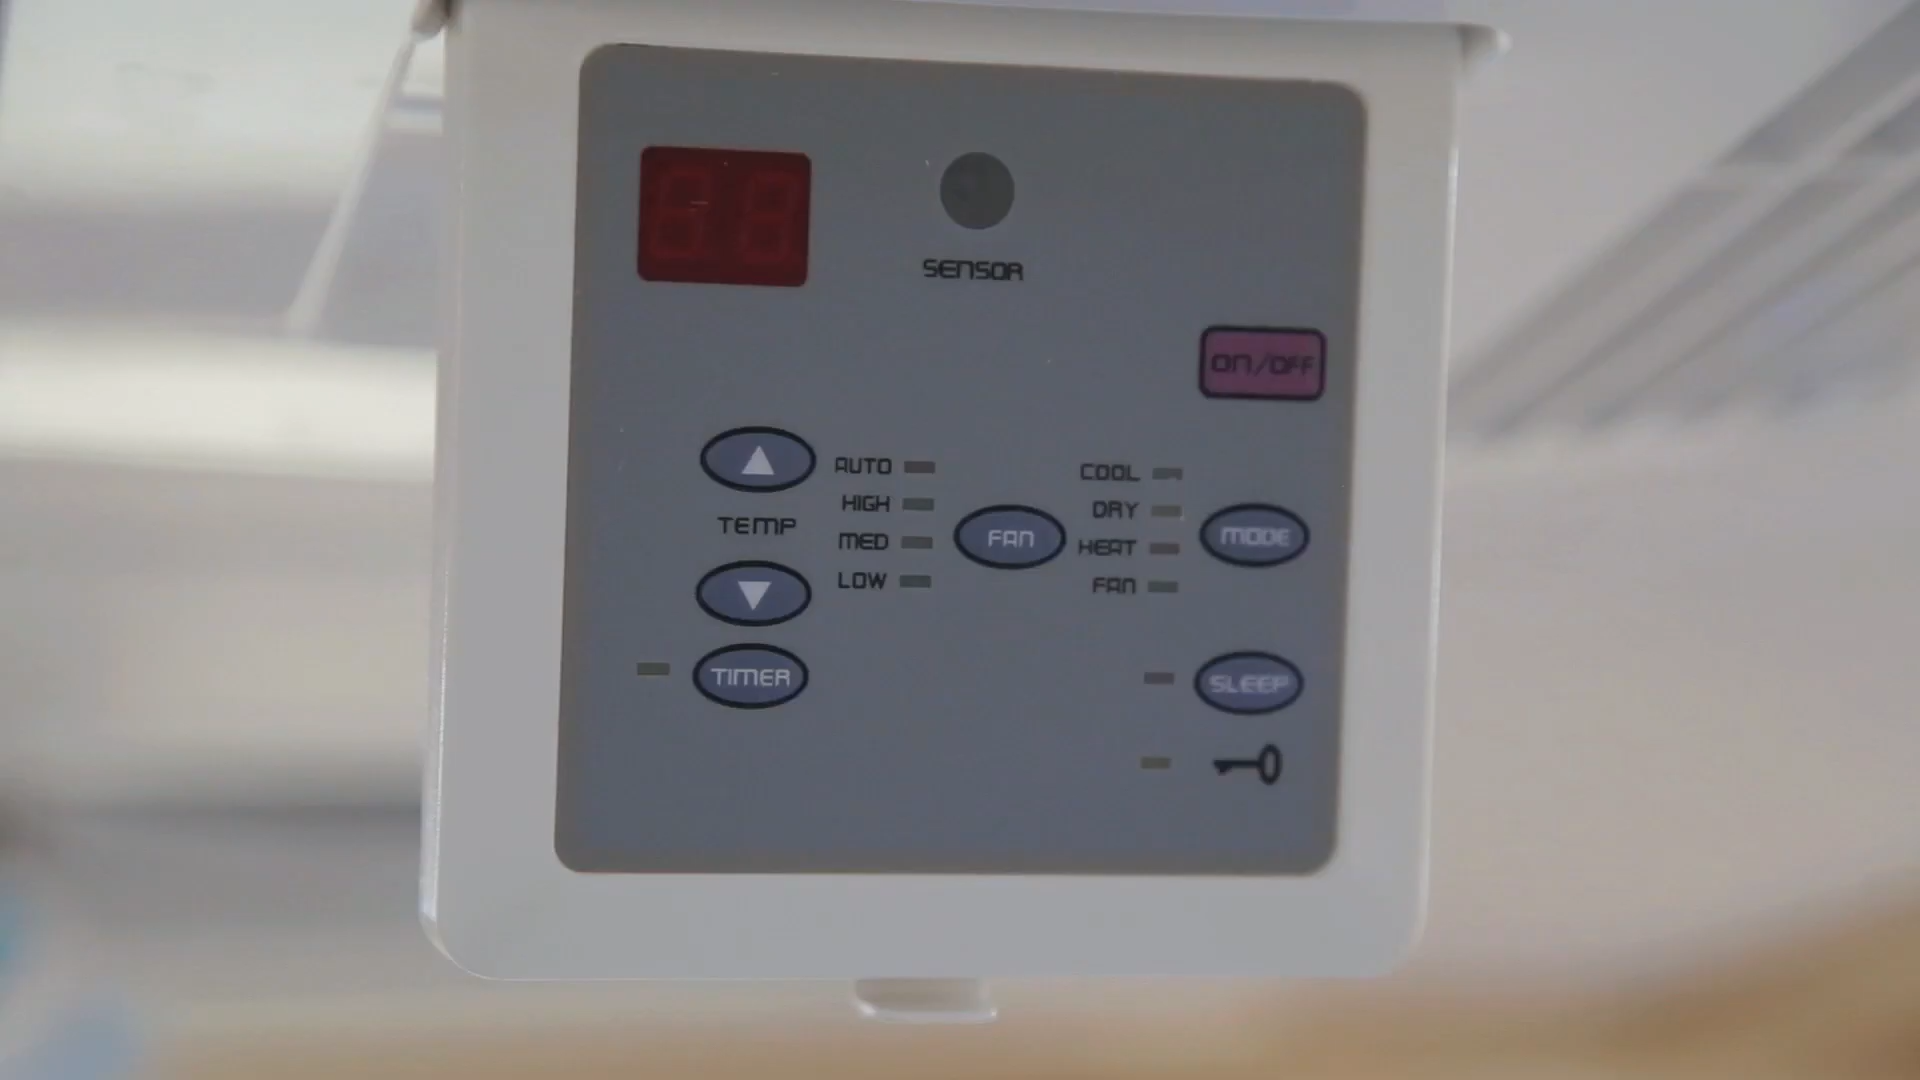 SENSOR
ON/OFF
AUTO
COOL
HIGH
DRY
TEMP
MED
FAN
HEAT
MODE
LOW
FAN
TIMER
SLEEP